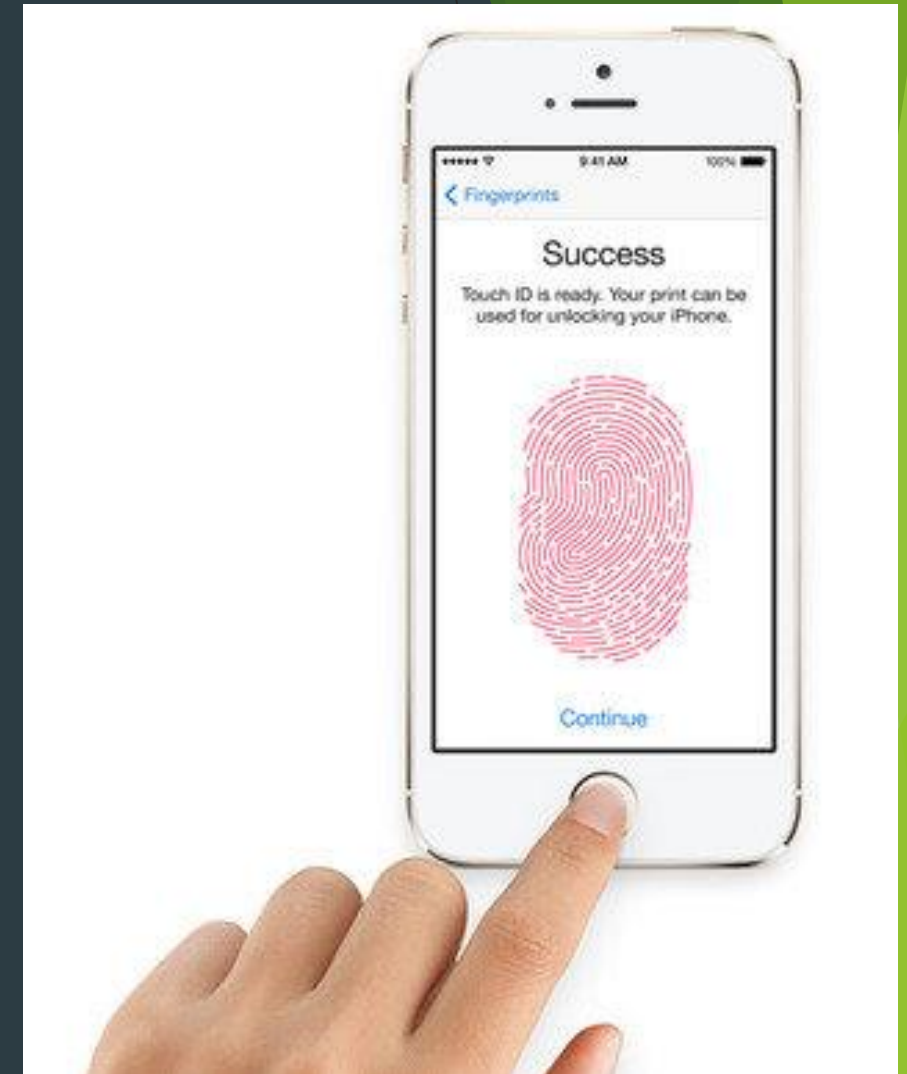 9:41 AM 100%
Fingerprints
Success
Touch ID is ready. Your print can be
used for unlocking your iPhone.
Continue